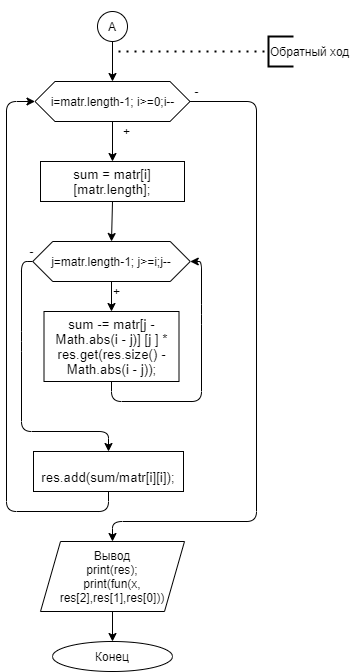 А
Обратный ход
i=matr.length-1; i>=0;i--
-
+
sum = matr[i]
[matr.length];
-
j=matr.length-1; j>=i;j--
+
sum -= matr[j -
Math.abs(i - j)] [j ] *
res.get(res.size() -
Math.abs(i - j));
res.add(sum/matr[i][i]);
Вывод
print(res);
print(fun(x,
res[2],res[1],res[0]))
Конец